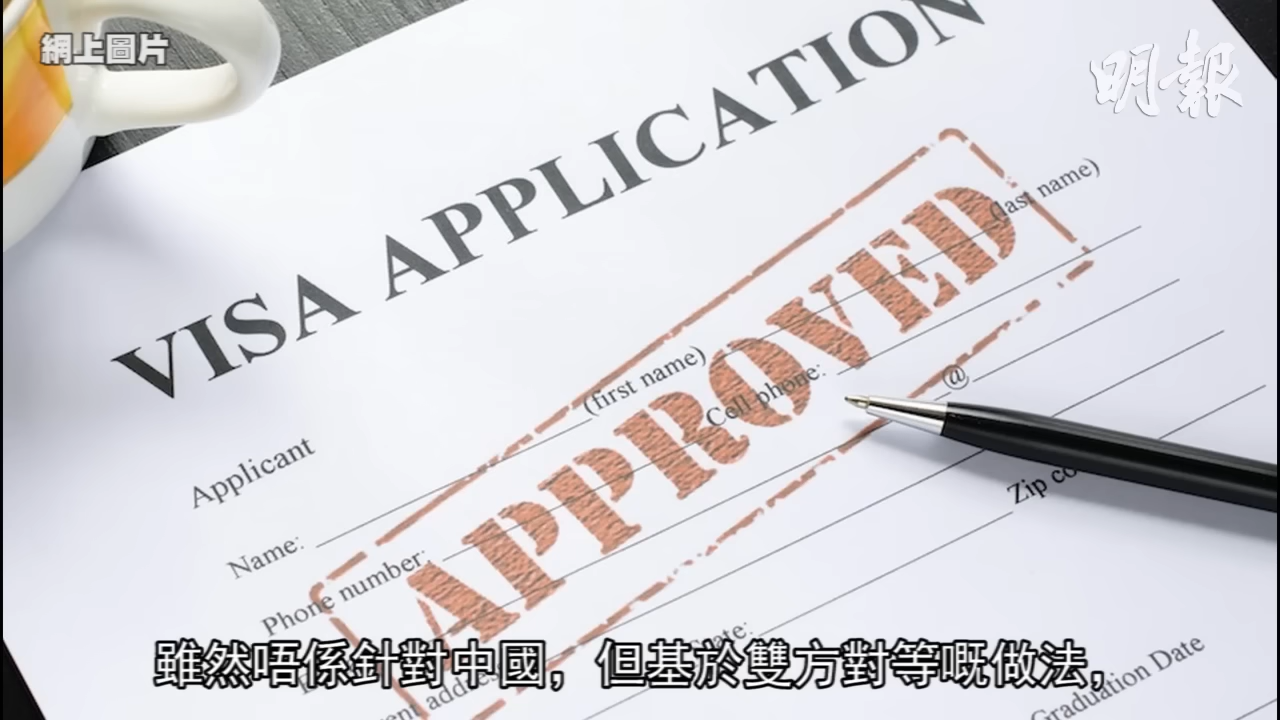 網上圖片
明報
VISA APPLICATION
APPROVED
(last name)
(first name)
Cell phone:
@
Applicant
Name:
Phone number:
Zip
Graduation Date
雖然唔係針對中國，但基於雙方對等嘅做法，